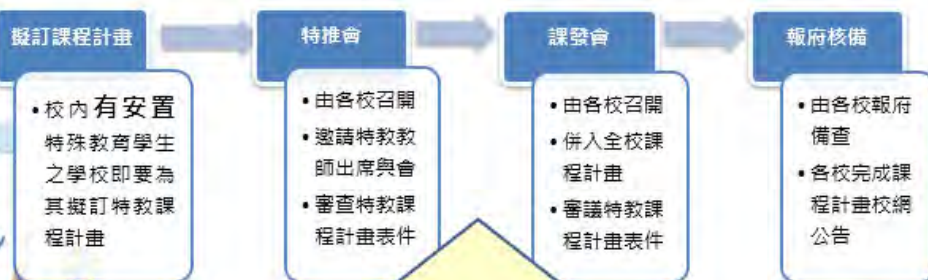 擬訂課程計畫
•校內有安置
特殊教育學生
之學校即要為
其擬訂特教課
程計畫
特推會
•由各校召開
•邀請特教教
師出席與會
•審查特教課
程計畫表件
課發會
•由各校召開
•併入全校課
程計畫
•審議特教課
程計畫表件
報府核備
•由各校報府
備查
•各校完成課
程計畫校網
公告